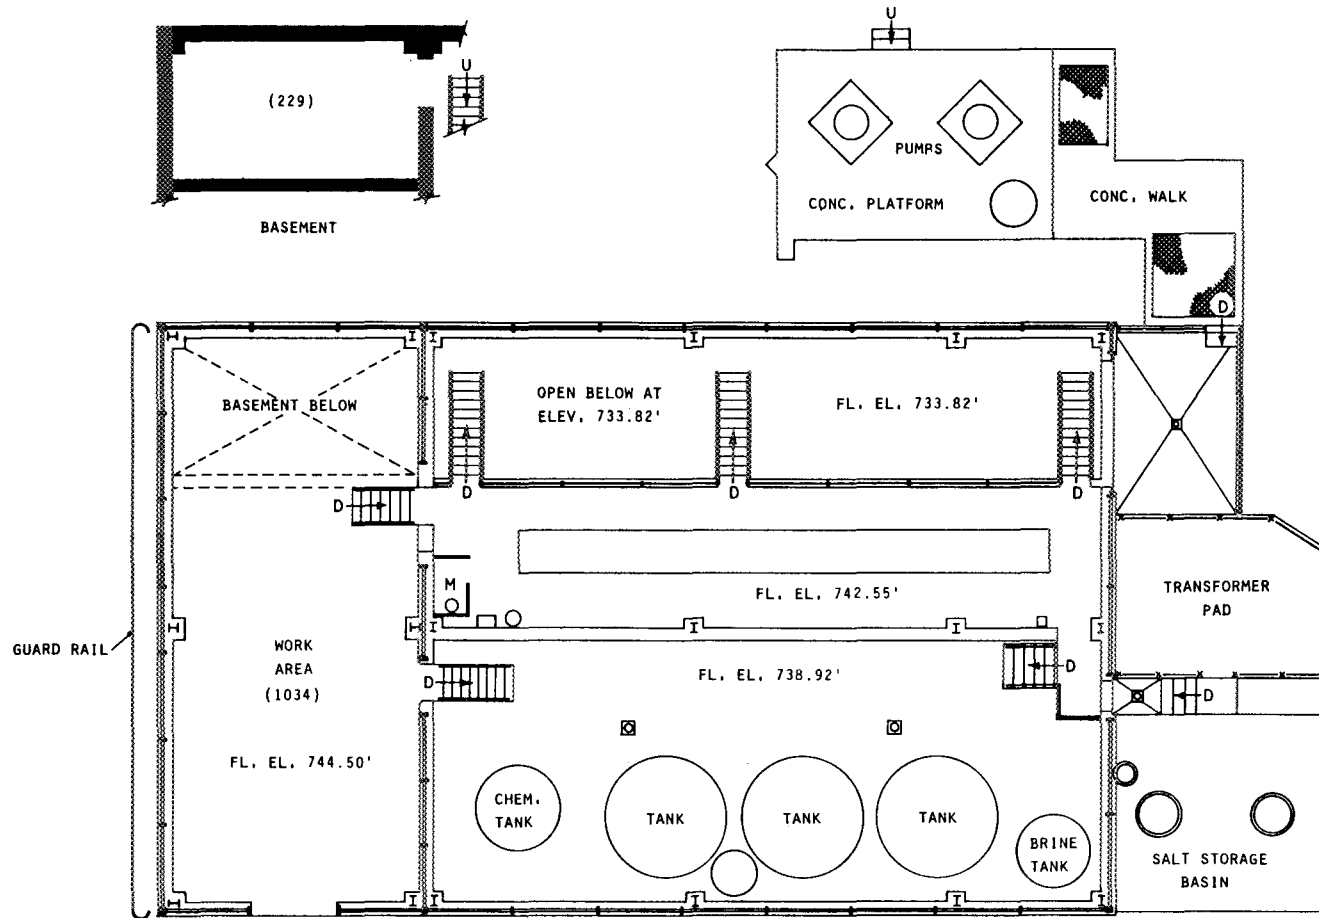 U
U
(229)
PUMPS
CONC. PLATFORM
CONC. WALK
BASEMENT
D
BASEMENT BELOW
OPEN BELOW AT
ELEV. 733.82'
FL. EL. 733.82'
D
D
D
D
M
FL. EL. 742.55'
TRANSFORMER
PAD
GUARD RAIL
WORK
AREA
(1034)
FL. EL. 738.92'
D
D
D
FL. EL. 744.50'
CHEM.
TANK
TANK
TANK
TANK
BRINE
TANK
SALT STORAGE
BASIN